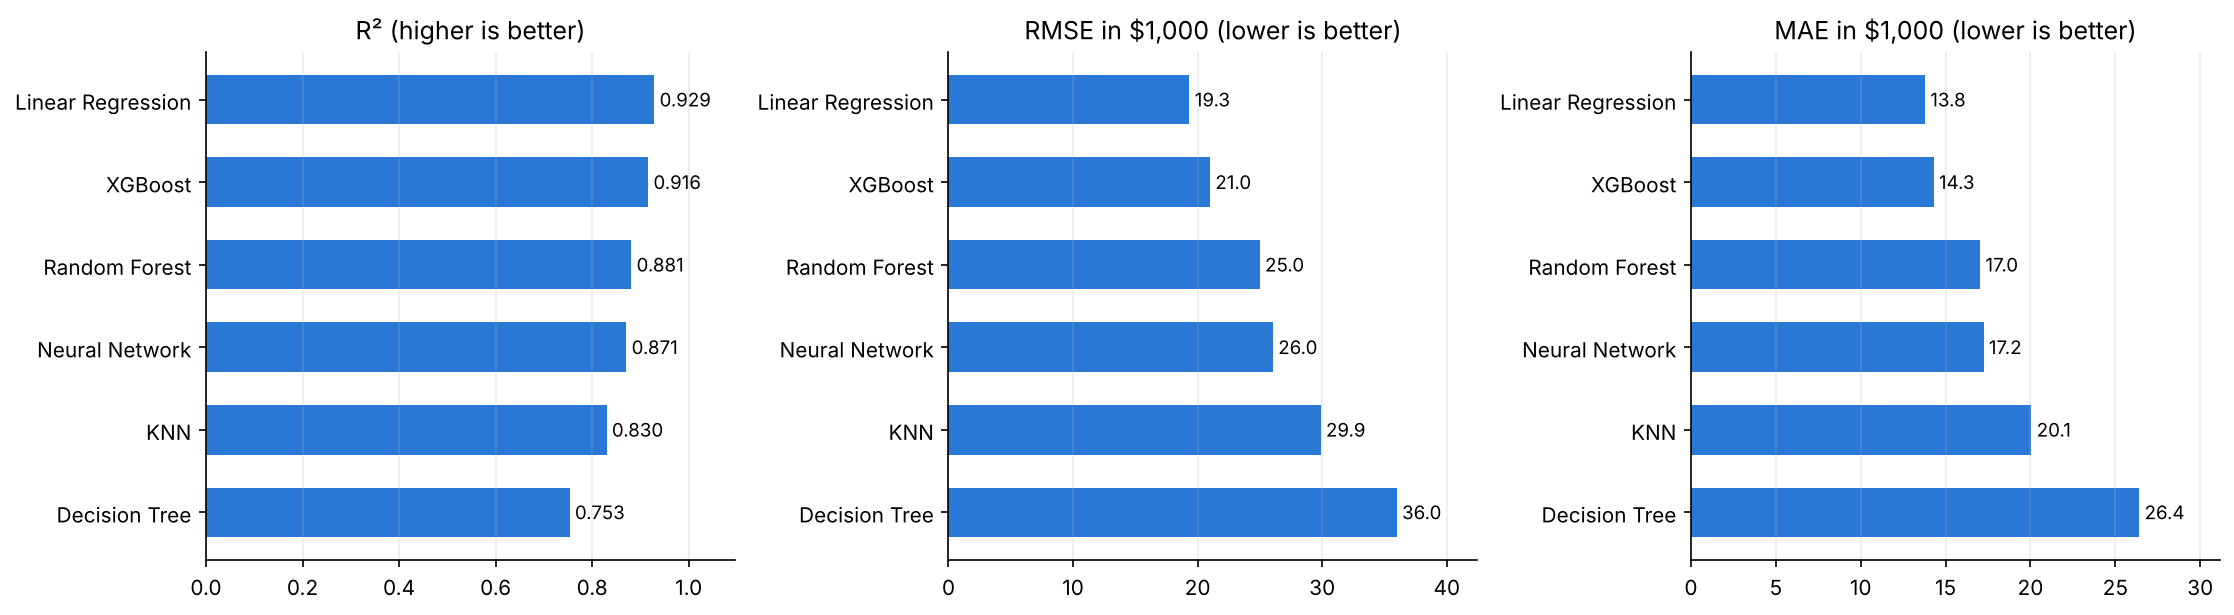 R² (higher is better)
Linear Regression 0.929
XGBoost 0.916
Random Forest 0.881
Neural Network 0.871
KNN 0.830
Decision Tree 0.753
0.0 0.2 0.4 0.6 0.8 1.0
RMSE in $1,000 (lower is better)
Linear Regression 19.3
XGBoost 21.0
Random Forest 25.0
Neural Network 26.0
KNN 29.9
Decision Tree 36.0
0 10 20 30 40
MAE in $1,000 (lower is better)
Linear Regression 13.8
XGBoost 14.3
Random Forest 17.0
Neural Network 17.2
KNN 20.1
Decision Tree 26.4
0 5 10 15 20 25 30